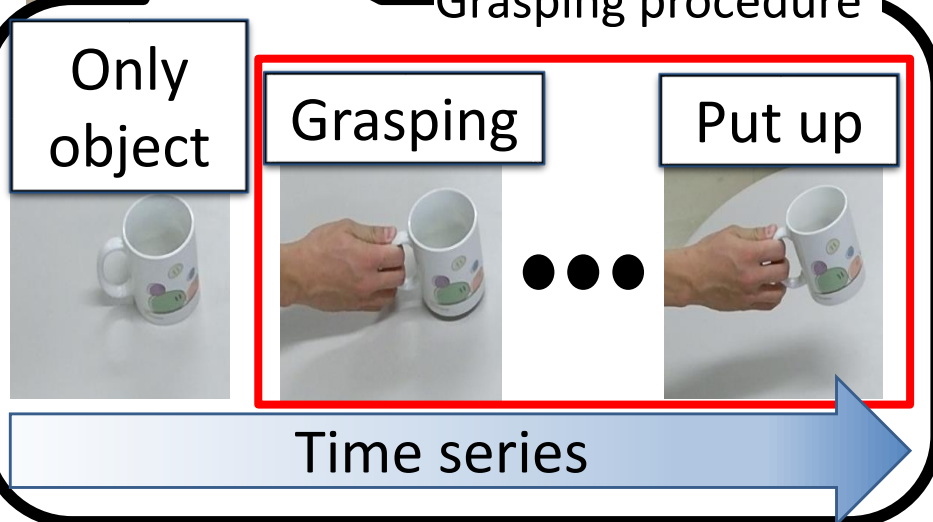 Grasping procedure
Only
object
Grasping
Put up
Time series